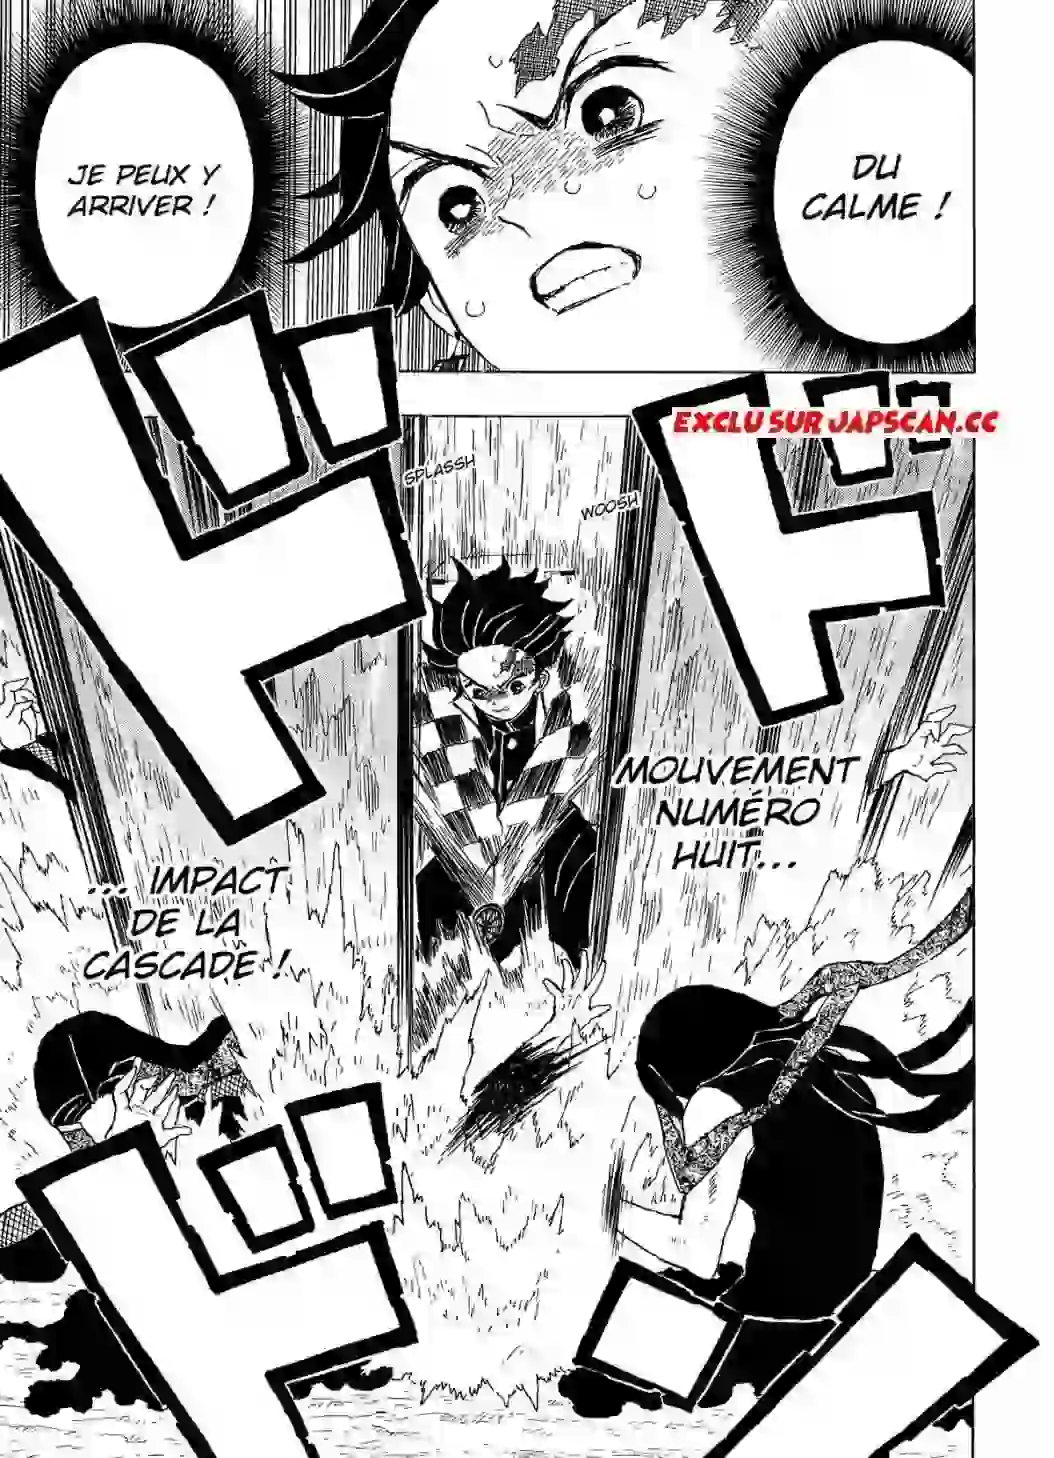 DU
CALME !
JE PEUX Y
ARRIVER !
EXCLU SUR JAPSCAN.CC
ド
ド
SPLASSH
WOOSH
MOUVEMENT
NUMÉRO
HUIT...
... IMPACT
DE LA
CASCADE !
ド